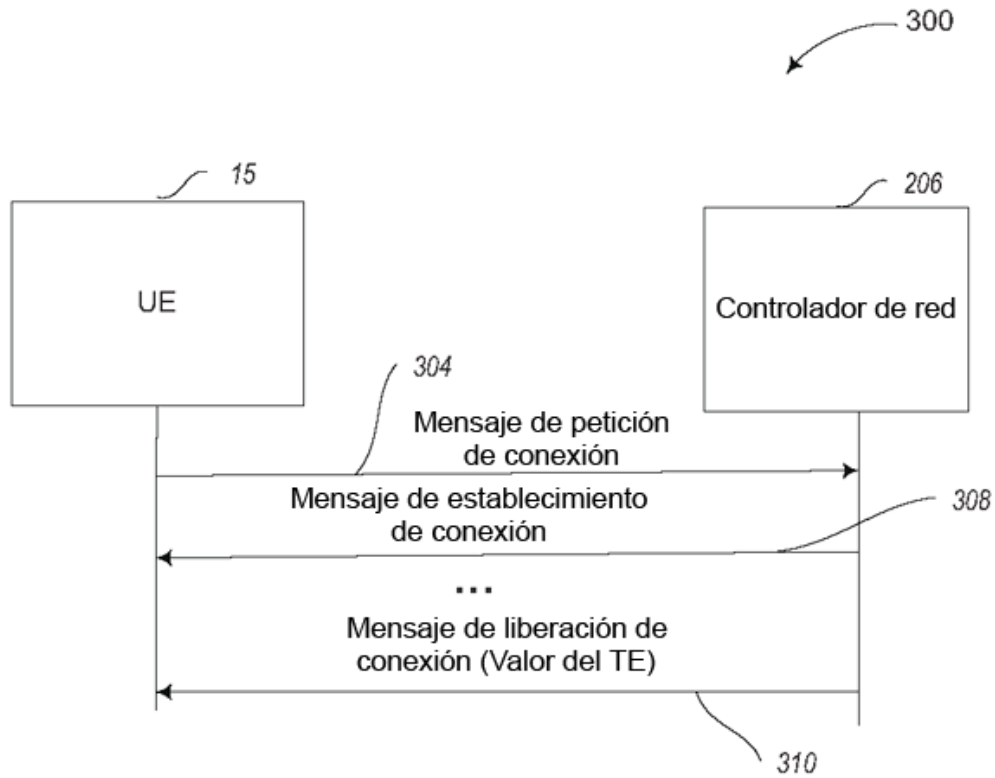 300
15
206
UE
Controlador de red
304
Mensaje de petición
de conexión
Mensaje de establecimiento
de conexión
308
...
Mensaje de liberación de
conexión (Valor del TE)
310